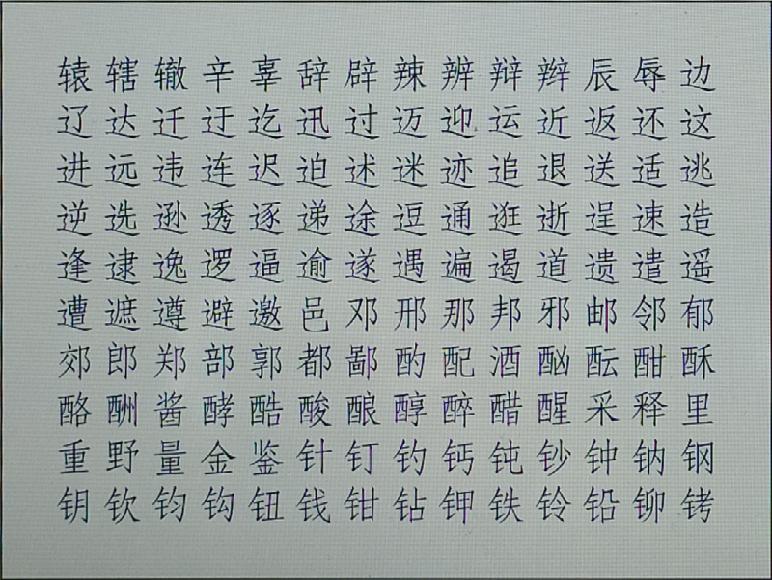 辕辖辙辛辜辞辟辣辨辩辫辰辱边
辽达迁迂迄迅过迈迎运近返还这
进远违连迟迫述迷迹追退送适逃
逆选逊透逐递途逗通逛逝逞速造
逢逮逸逻逼逾遂遇遍遏道遗遣遥
遭遮遵避邀邑邓邢那邦邪邮邻郁
郊郎郑部郭都鄙酌配酒酗酝酣酥
酪酬酱酵酷酸酿醇醉醋醒采释里
重野量金鉴针钉钓钙钝钞钟钠钢
钥钦钧钩钮钱钳钻钾铁铃铅铆铐